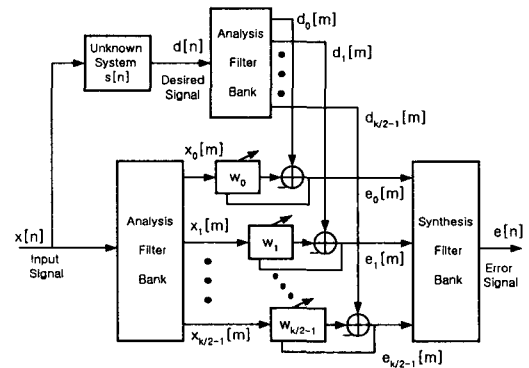 Unknown
System
s[n]
d[n]
Desired
Signal
Analysis
Filter
Bank
d₀[m]
d₁[m]
d_{k/2-1}[m]
x[n]
Input
Signal
Analysis
Filter
Bank
x₀[m]
w₀
e₀[m]
x₁[m]
w₁
e₁[m]
x_{k/2-1}[m]
w_{k/2-1}
e_{k/2-1}[m]
Synthesis
Filter
Bank
e[n]
Error
Signal